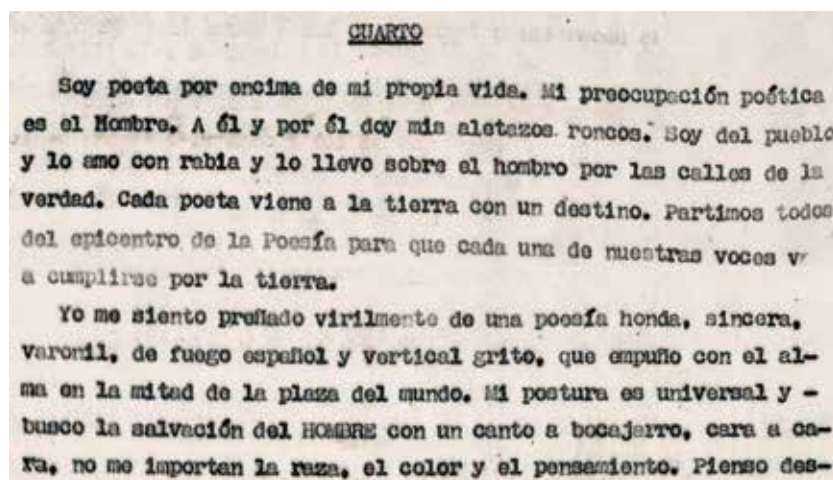 CUARTO
Soy poeta por encima de mi propia vida. Mi preocupación poética
es el Hombre. A él y por él doy mis aletazos roncos. Soy del pueblo
y lo amo con rabia y lo llevo sobre el hombro por las calles de la
verdad. Cada poeta viene a la tierra con un destino. Partimos todos
del epicentro de la Poesía para que cada una de nuestras voces
a cumplirse por la tierra.
Yo me siento preñado virilmente de una poesía honda, sincera,
varonil, de fuego español y vertical grito, que empuño con el al-
ma en la mitad de la plaza del mundo. Mi postura es universal y -
busco la salvación del HOMBRE con un canto a bocajarro, cara a ca-
ra, no me importan la raza, el color y el pensamiento. Pienso des-